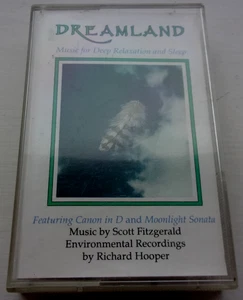 DREAMLAND
Music for Deep Relaxation and Sleep
Featuring Canon in D and Moonlight Sonata
Music by Scott Fitzgerald
Environmental Recordings
by Richard Hooper